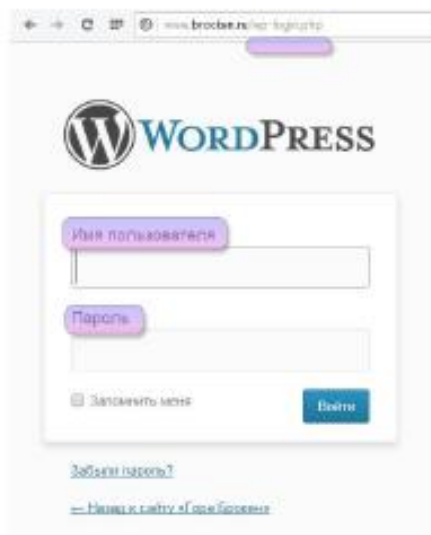 WORDPRESS
Имя пользователя
Пароль
Запомнить меня
Войти
Забыли пароль?
← Назад к сайту